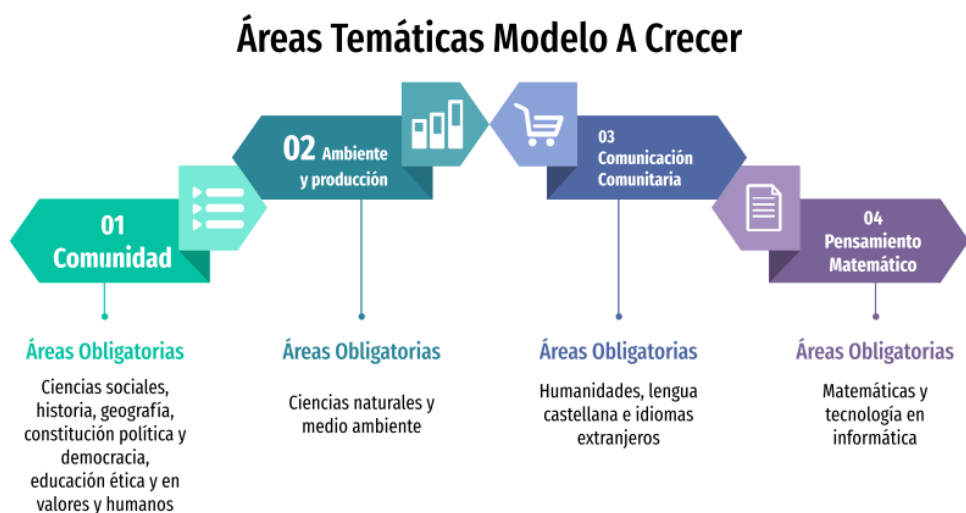 Áreas Temáticas Modelo A Crecer
01
Comunidad
02 Ambiente
y producción
03
Comunicación
Comunitaria
04
Pensamiento
Matemático
Áreas Obligatorias
Ciencias sociales,
historia, geografía,
constitución política y
democracia,
educación ética y en
valores y humanos
Áreas Obligatorias
Ciencias naturales y
medio ambiente
Áreas Obligatorias
Humanidades, lengua
castellana e idiomas
extranjeros
Áreas Obligatorias
Matemáticas y
tecnología en
informática